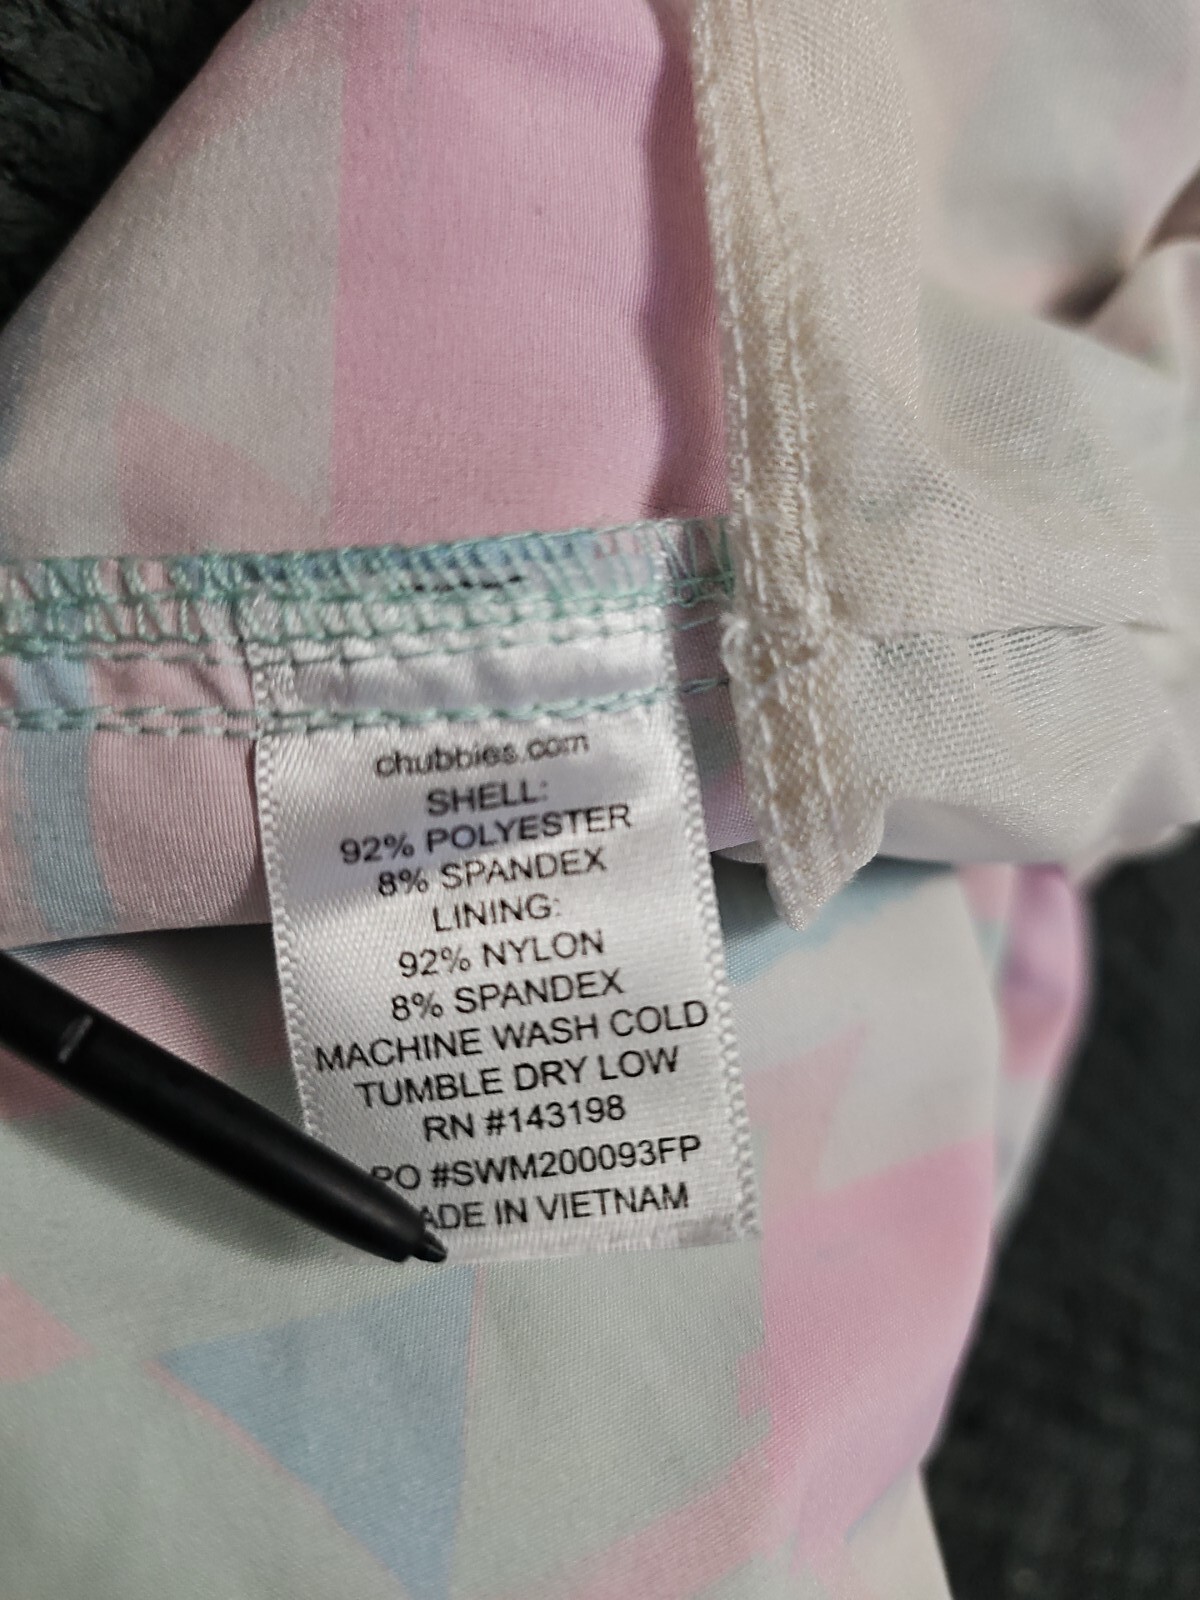 chubbies.com
SHELL:
92% POLYESTER
8% SPANDEX
LINING:
92% NYLON
8% SPANDEX
MACHINE WASH COLD
TUMBLE DRY LOW
RN #143198
PO #SWM200093FP
ADE IN VIETNAM